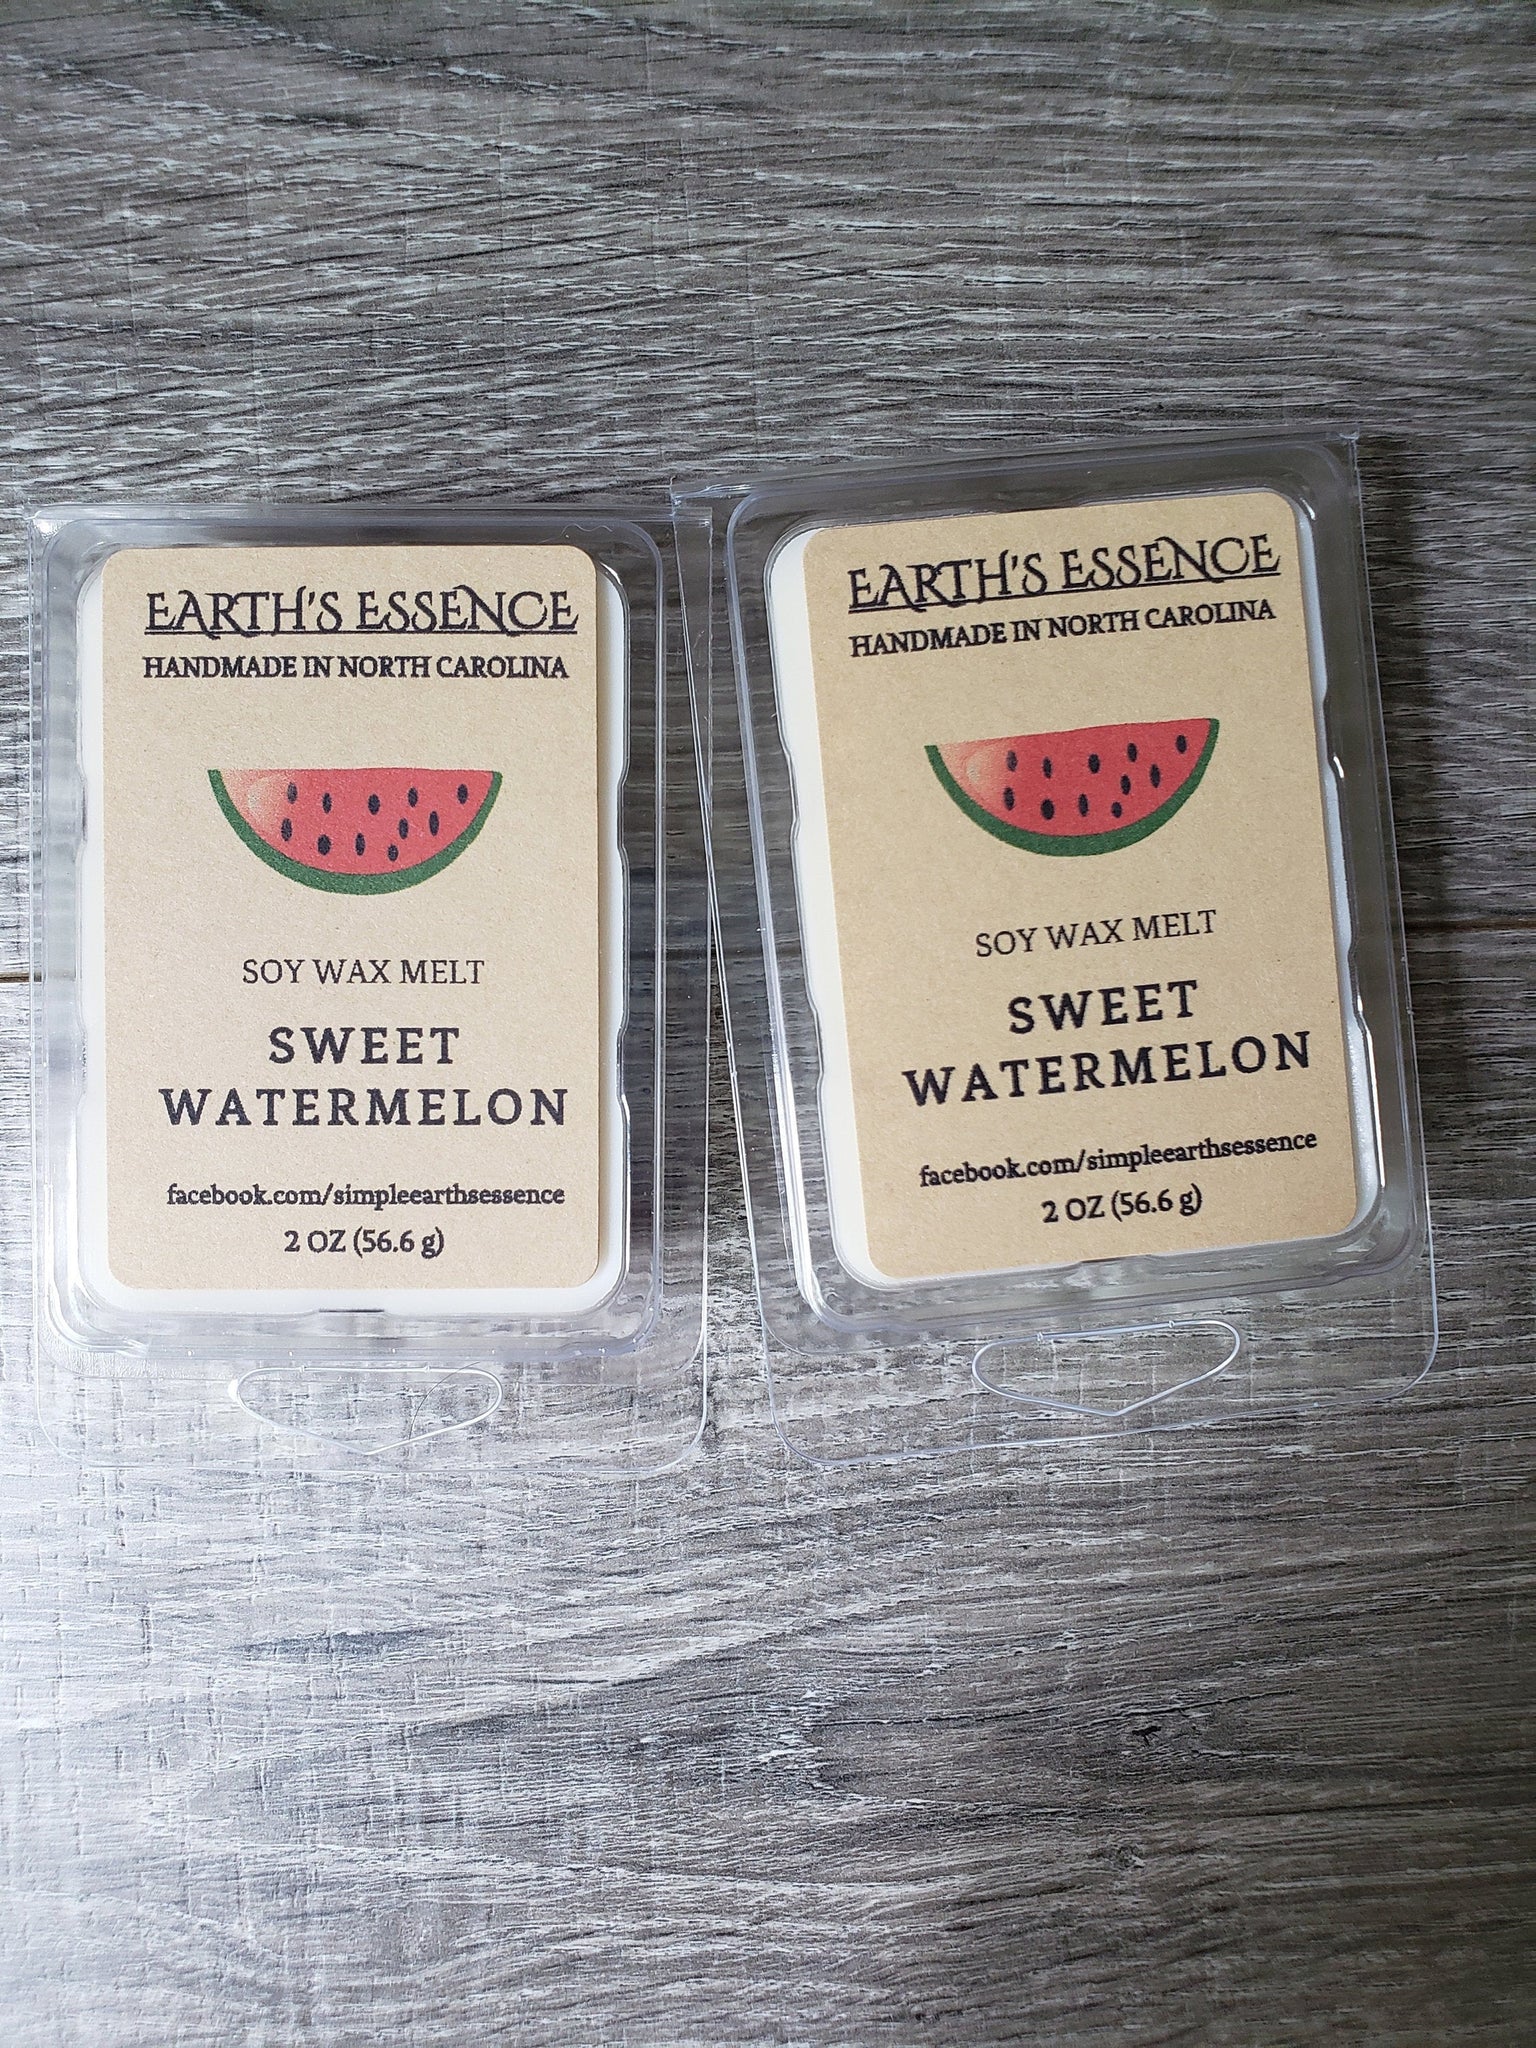 EARTH'S ESSENCE
HANDMADE IN NORTH CAROLINA
SOY WAX MELT
SWEET
WATERMELON
facebook.com/simpleearthsessence
2 OZ (56.6 g)
EARTH'S ESSENCE
HANDMADE IN NORTH CAROLINA
SOY WAX MELT
SWEET
WATERMELON
facebook.com/simpleearthsessence
2 OZ (56.6 g)